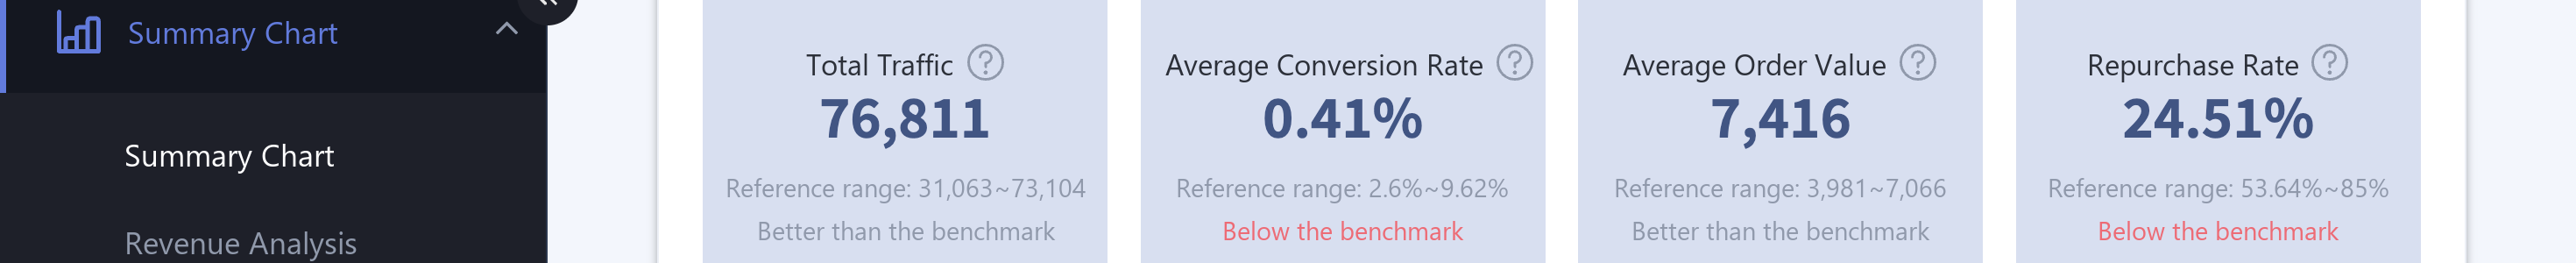 Summary Chart
Summary Chart
Revenue Analysis
Total Traffic ?
76,811
Reference range: 31,063~73,104
Better than the benchmark
Average Conversion Rate ?
0.41%
Reference range: 2.6%~9.62%
Below the benchmark
Average Order Value ?
7,416
Reference range: 3,981~7,066
Better than the benchmark
Repurchase Rate ?
24.51%
Reference range: 53.64%~85%
Below the benchmark